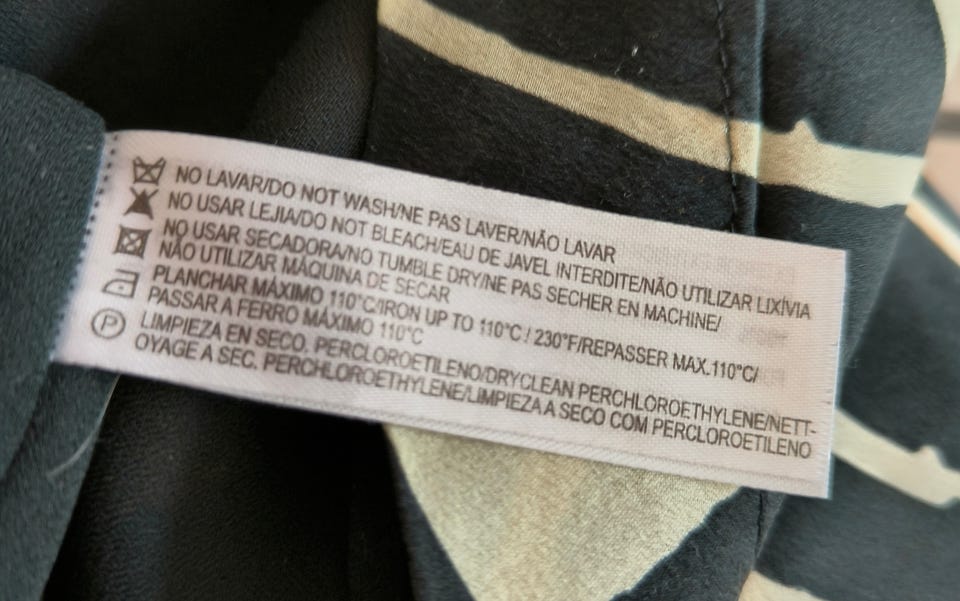 NO LAVAR/DO NOT WASH/NE PAS LAVER/NÃO LAVAR
NO USAR LEJIA/DO NOT BLEACH/EAU DE JAVEL INTERDITE/NÃO UTILIZAR LIXÍVIA
NO USAR SECADORA/NO TUMBLE DRY/NE PAS SECHER EN MACHINE/
NÃO UTILIZAR MÁQUINA DE SECAR
PLANCHAR MÁXIMO 110°C/IRON UP TO 110°C / 230°F/REPASSER MAX.110°C/
PASSAR A FERRO MÁXIMO 110°C
P LIMPIEZA EN SECO. PERCLOROETILENO/DRYCLEAN PERCHLOROETHYLENE/NETT-
OYAGE A SEC. PERCHLOROETHYLENE/LIMPIEZA A SECO COM PERCLOROETILENO